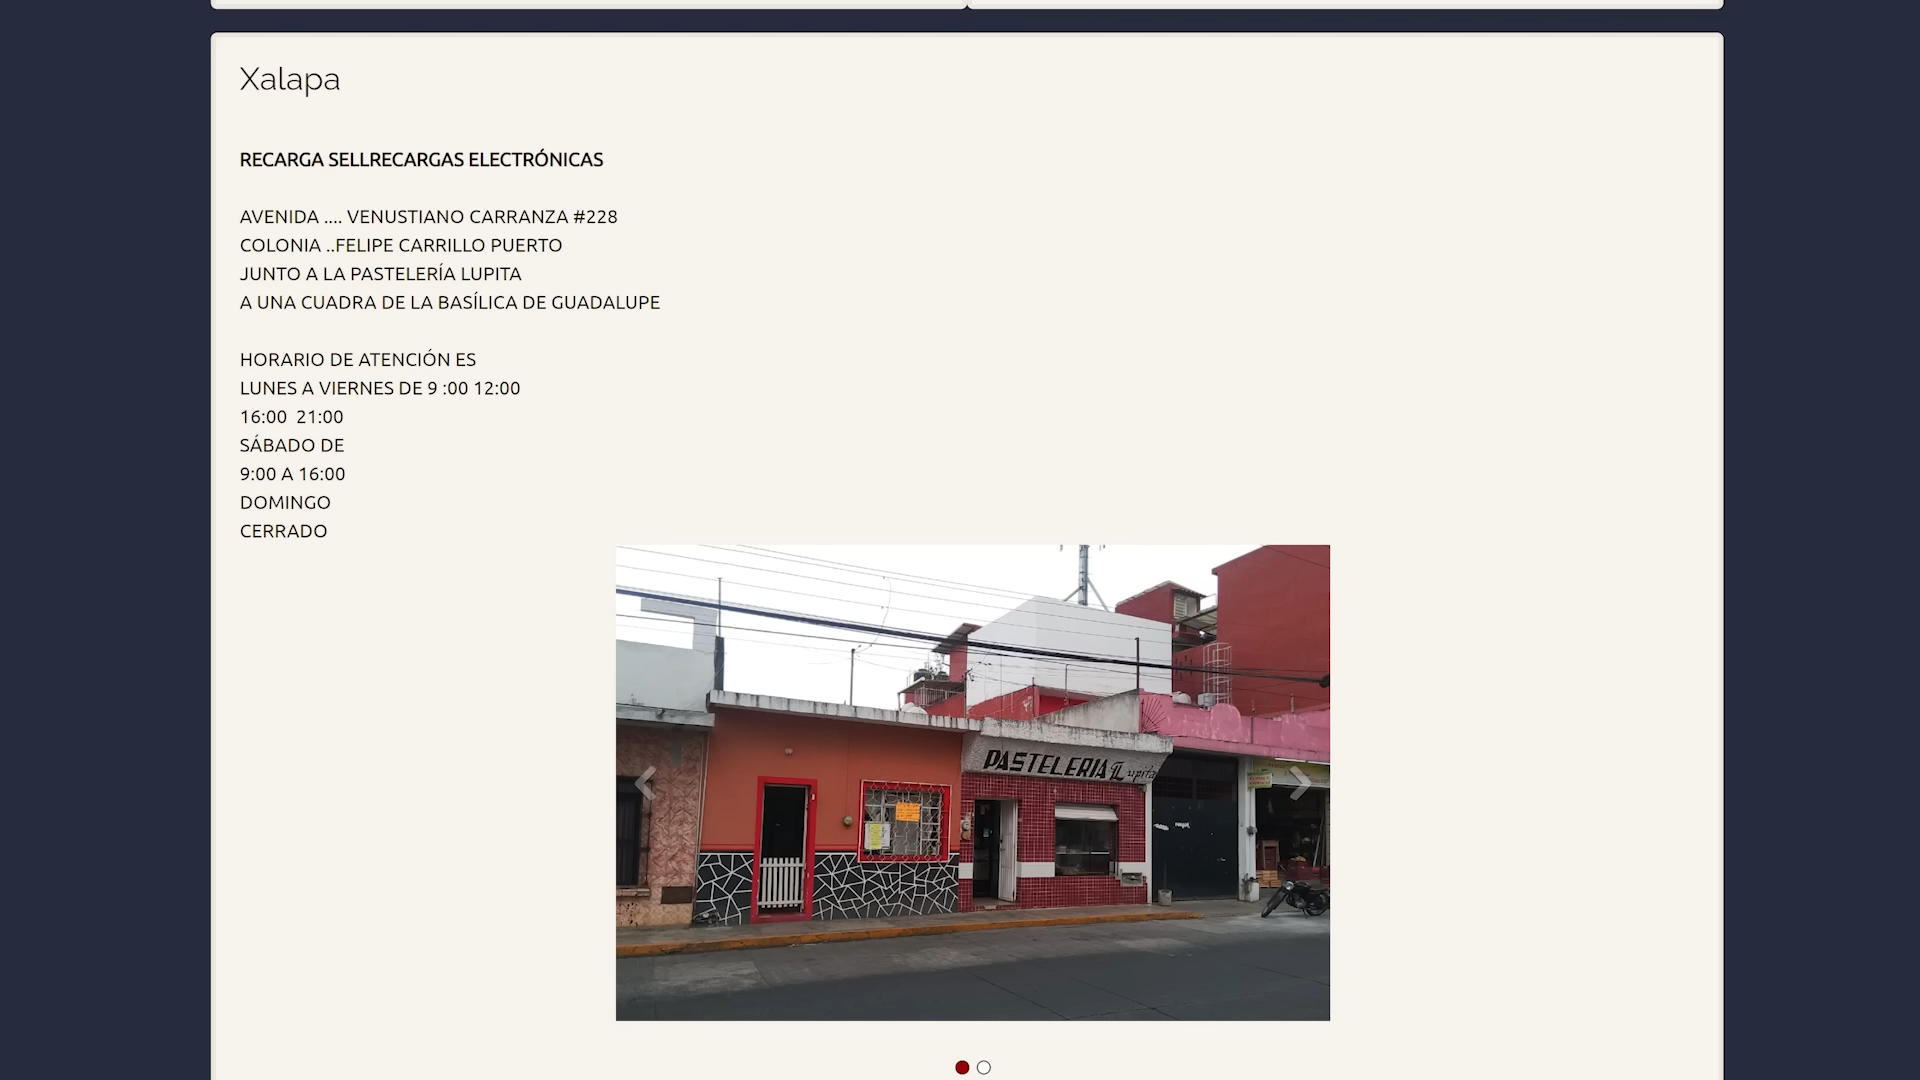 Xalapa
RECARGA SELLRECARGAS ELECTRÓNICAS
AVENIDA .... VENUSTIANO CARRANZA #228
COLONIA ..FELIPE CARRILLO PUERTO
JUNTO A LA PASTELERÍA LUPITA
A UNA CUADRA DE LA BASÍLICA DE GUADALUPE
HORARIO DE ATENCIÓN ES
LUNES A VIERNES DE 9 :00 12:00
16:00  21:00
SÁBADO DE
9:00 A 16:00
DOMINGO
CERRADO
PASTELERIA Lupita